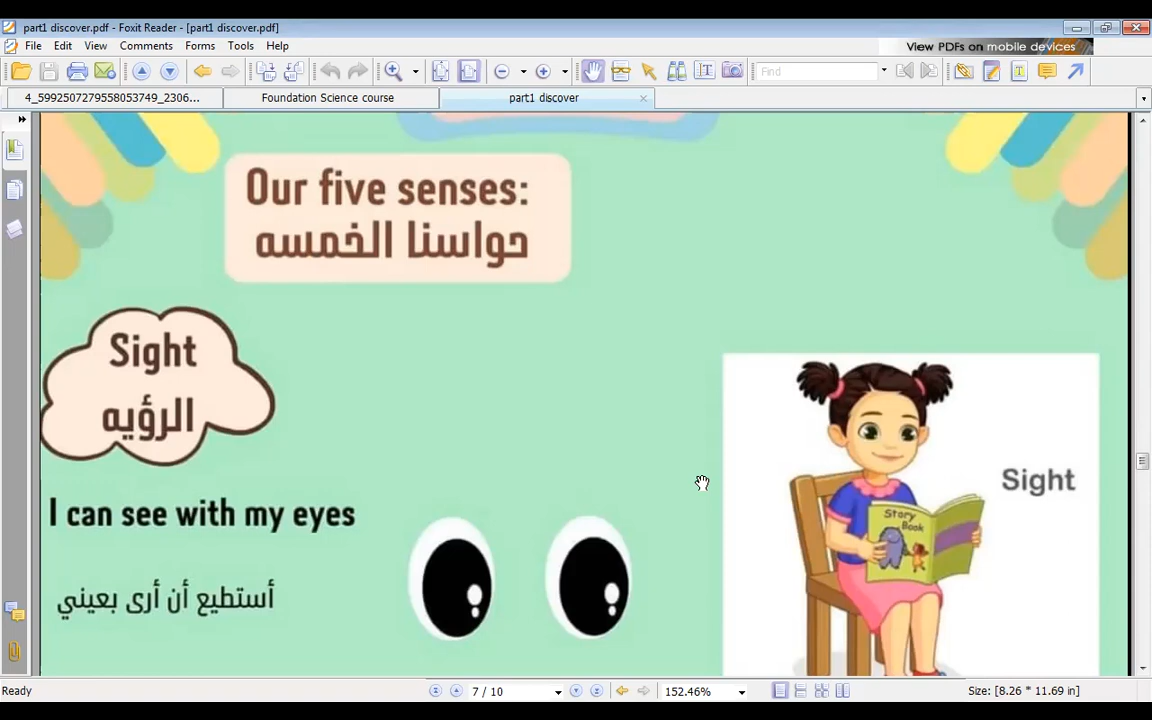 part1 discover.pdf - Foxit Reader - [part1 discover.pdf]
File Edit View Comments Forms Tools Help
View PDFs on mobile devices
Find
4_5992507279558053749_2306... Foundation Science course part1 discover
Our five senses:
حواسنا الخمسه
Sight
الرؤيه
Sight
Story
Book
I can see with my eyes
أستطيع أن أرى بعيني
Ready 7 / 10 152.46% Size: [8.26 * 11.69 in]